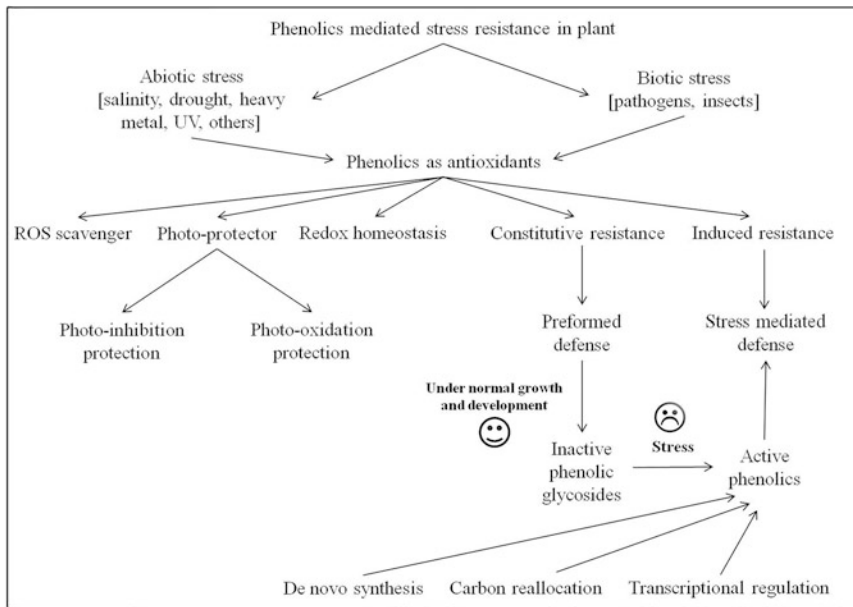 Phenolics mediated stress resistance in plant
Abiotic stress
[salinity, drought, heavy
metal, UV, others]
Biotic stress
[pathogens, insects]
Phenolics as antioxidants
ROS scavenger
Photo-protector
Redox homeostasis
Constitutive resistance
Induced resistance
Photo-inhibition
protection
Photo-oxidation
protection
Preformed
defense
Stress mediated
defense
Under normal growth
and development
Stress
Inactive
phenolic
glycosides
Active
phenolics
De novo synthesis
Carbon reallocation
Transcriptional regulation